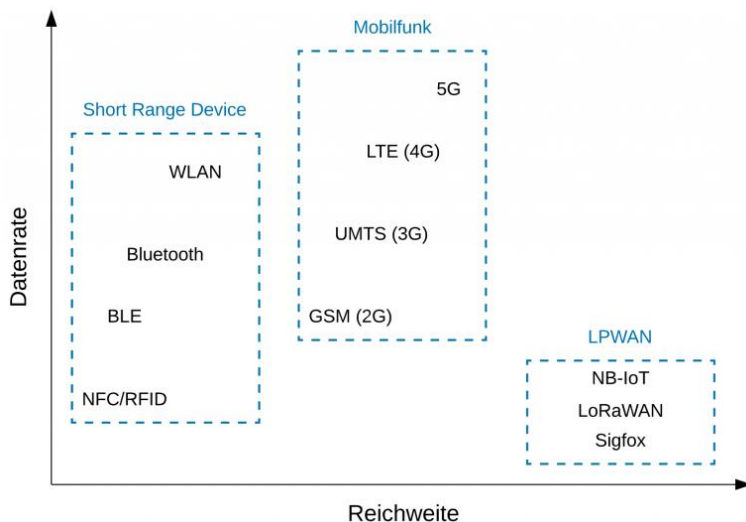 Mobilfunk
5G
Short Range Device
LTE (4G)
WLAN
UMTS (3G)
Bluetooth
BLE
GSM (2G)
LPWAN
NB-IoT
NFC/RFID
LoRaWAN
Sigfox
Datenrate
Reichweite